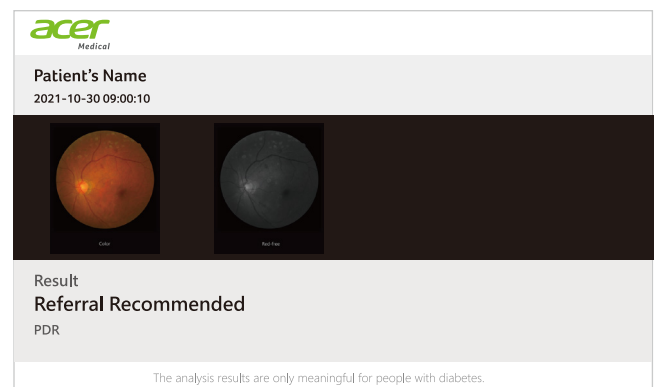 acer
Medical
Patient's Name
2021-10-30 09:00:10
Color
Red-free
Result
Referral Recommended
PDR
The analysis results are only meaningful for people with diabetes.